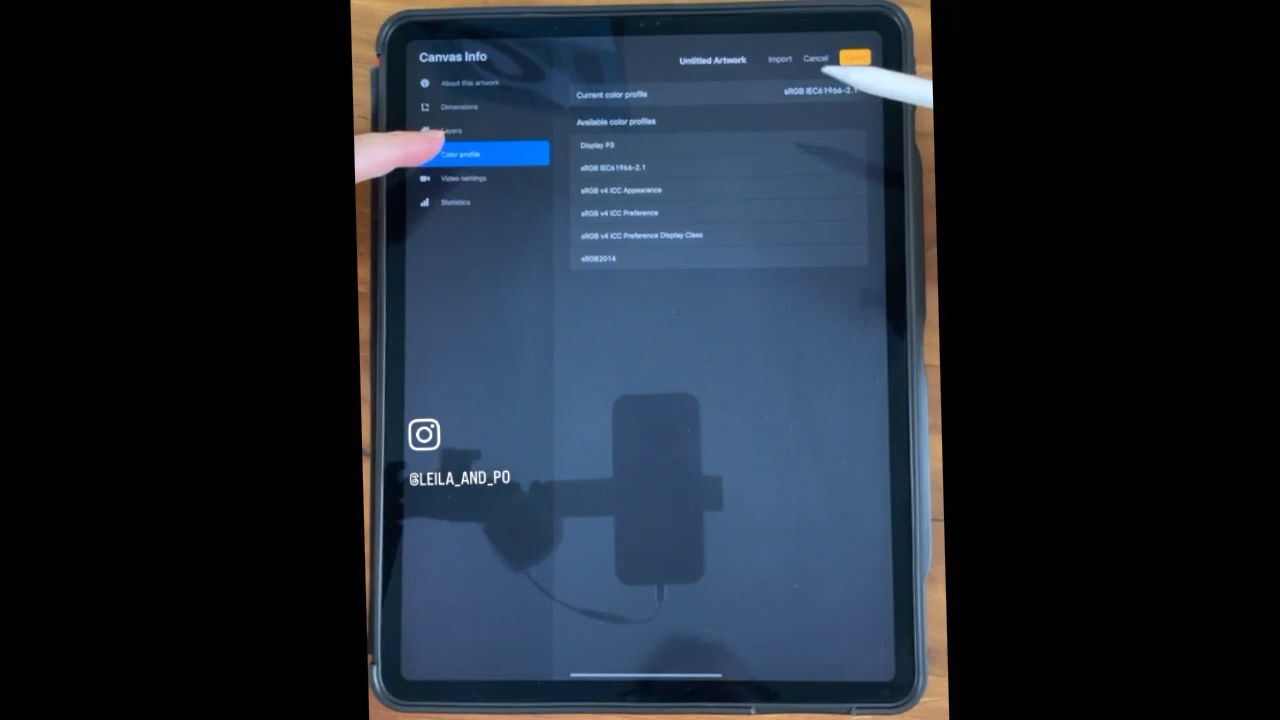 Canvas Info
Untitled Artwork
Import
Cancel
About this artwork
Dimensions
Layers
Color profile
Video settings
Statistics
Current color profile
sRGB IEC61966-2.1
Available color profiles
Display P3
sRGB IEC61966-2.1
sRGB v4 ICC Appearance
sRGB v4 ICC Preference
sRGB v4 ICC Preference Display Class
sRGB2014
@LEILA_AND_PO